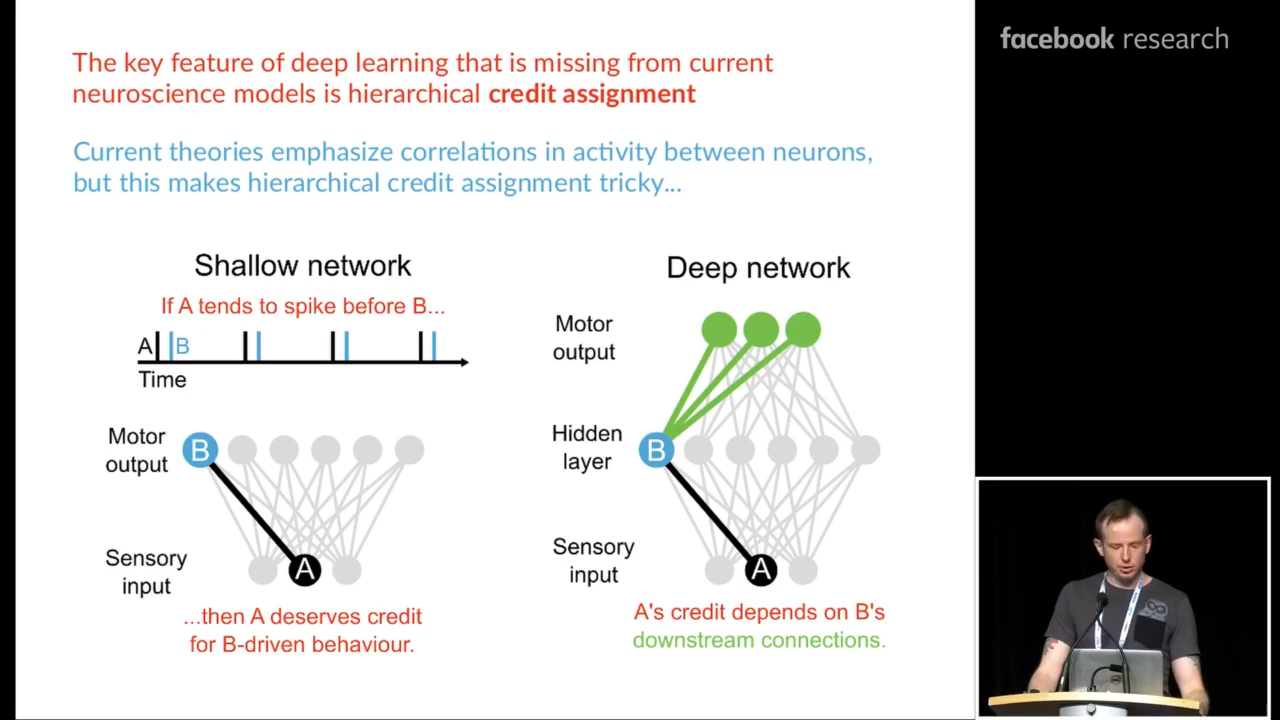 The key feature of deep learning that is missing from current
neuroscience models is hierarchical credit assignment
Current theories emphasize correlations in activity between neurons,
but this makes hierarchical credit assignment tricky...
Shallow network
If A tends to spike before B...
A B
Time
Motor
output
B
Sensory
input
A
...then A deserves credit
for B-driven behaviour.
Deep network
Motor
output
Hidden
layer
B
Sensory
input
A
A's credit depends on B's
downstream connections.
facebook research